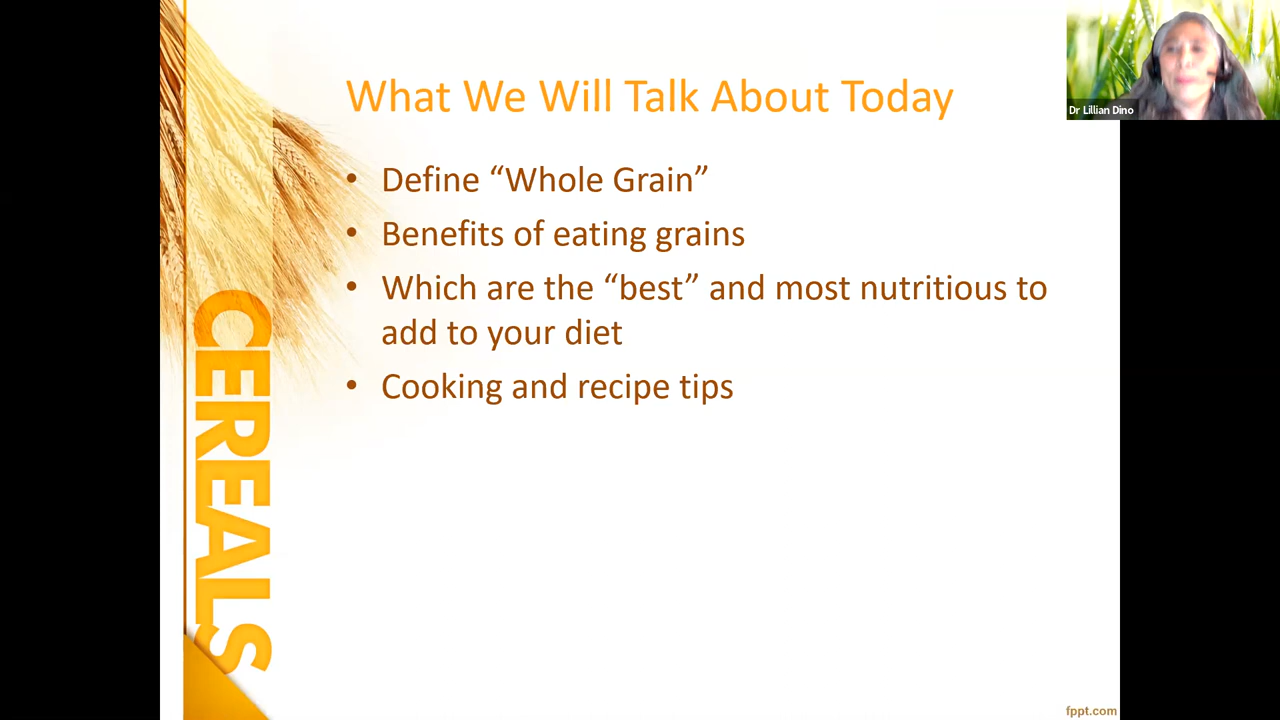 What We Will Talk About Today
• Define “Whole Grain”
• Benefits of eating grains
• Which are the “best” and most nutritious to
add to your diet
• Cooking and recipe tips
CEREALS
Dr Lillian Dino
fppt.com